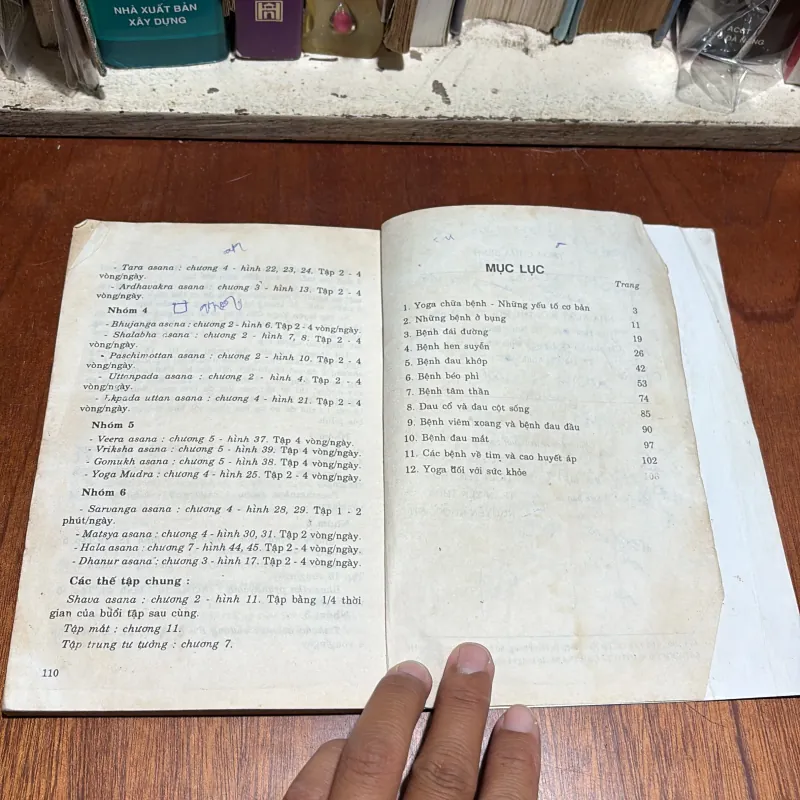 NHÀ XUẤT BẢN
XÂY DỰNG
- Tara asana : chương 4 - hình 22, 23, 24. Tập 2 - 4
vòng/ngày.
- Ardhavakra asana : chương 3 - hình 13. Tập 2 - 4
vòng/ngày.
Nhóm 4
- Bhujanga asana : chương 2 - hình 6. Tập 2 - 4 vòng/ngày.
- Shalabha asana : chương 2 - hình 7, 8. Tập 2 - 4
vòng/ngày.
- Paschimottan asana : chương 2 - hình 10. Tập 2 - 4
vòng/ngày.
- Uttanpada asana : chương 2 - hình 4. Tập 2 - 4
vòng/ngày.
- Ekpada uttan asana : chương 4 - hình 21. Tập 2 - 4
vòng/ngày.
Nhóm 5
- Veera asana : chương 5 - hình 37. Tập 4 vòng/ngày.
- Vriksha asana : chương 5 - hình 39. Tập 4 vòng/ngày.
- Gomukh asana : chương 5 - hình 38. Tập 4 vòng/ngày.
- Yoga Mudra : chương 4 - hình 25. Tập 2 - 4 vòng/ngày.
Nhóm 6
- Sarvanga asana : chương 4 - hình 28, 29. Tập 1 - 2
phút/ngày.
- Matsya asana : chương 4 - hình 30, 31. Tập 2 vòng/ngày.
- Hala asana : chương 7 - hình 44, 45. Tập 2 - 4 vòng/ngày.
- Dhanur asana : chương 3 - hình 17. Tập 2 - 4 vòng/ngày.
Các thế tập chung :
Shava asana : chương 2 - hình 11. Tập bằng 1/4 thời
gian của buổi tập sau cùng.
Tập mắt : chương 11.
Tập trung tư tưởng : chương 7.
110
MỤC LỤC
Trang
1. Yoga chữa bệnh - Những yếu tố cơ bản 3
2. Những bệnh ở bụng 11
3. Bệnh đái đường 19
4. Bệnh hen suyễn 26
5. Bệnh đau khớp 42
6. Bệnh béo phì 53
7. Bệnh tâm thần 74
8. Đau cổ và đau cột sống 85
9. Bệnh viêm xoang và bệnh đau đầu 90
10. Bệnh đau mắt 97
11. Các bệnh về tim và cao huyết áp 102
12. Yoga đối với sức khỏe 106